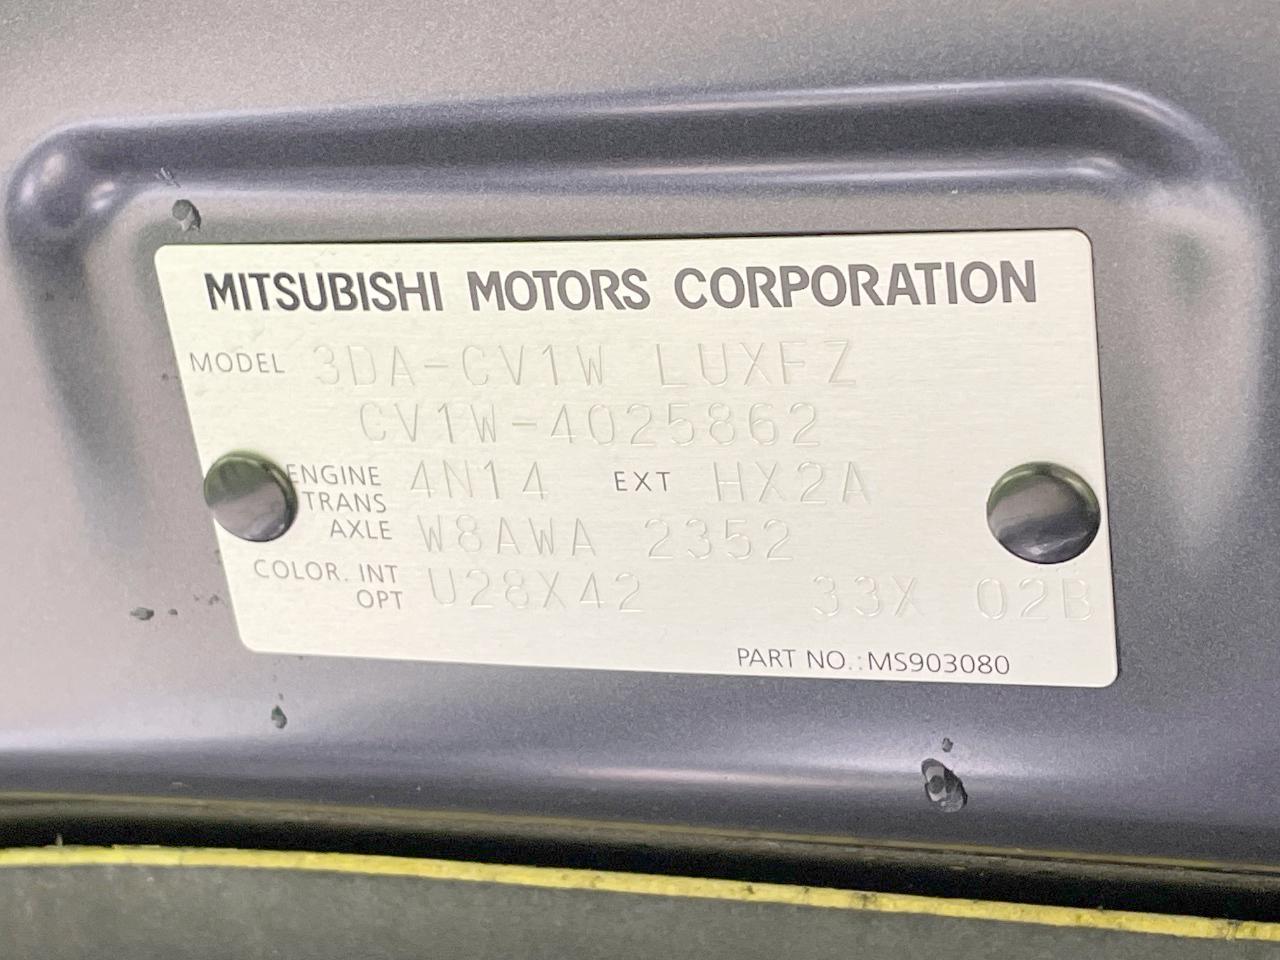 MITSUBISHI MOTORS CORPORATION
MODEL 3DA-CV1W LUXFZ
CV1W-4025862
ENGINE 4N14 EXT HX2A
TRANS
AXLE W8AWA 2352
COLOR. INT
OPT U28X42 33X 02B
PART NO.:MS903080